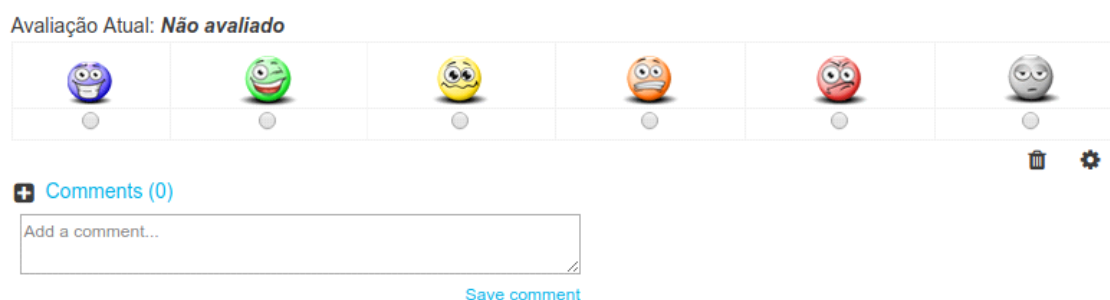 Avaliação Atual: Não avaliado
Comments (0)
Add a comment...
Save comment